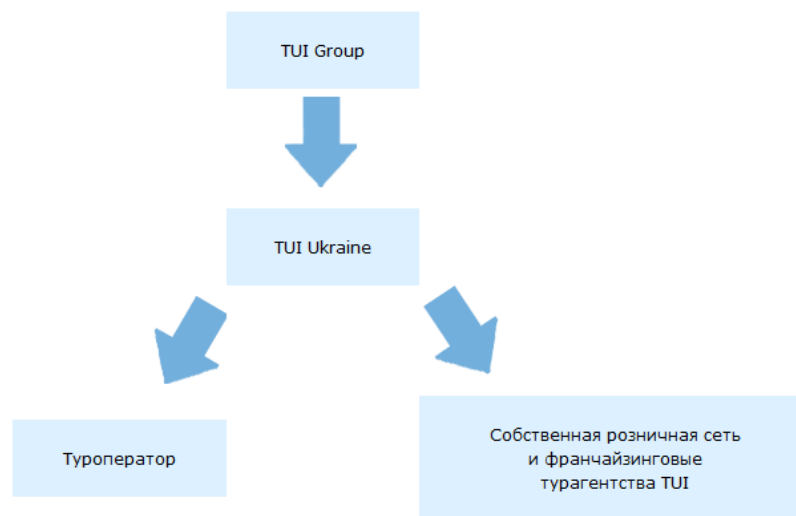 TUI Group
TUI Ukraine
Туроператор
Собственная розничная сеть
и франчайзинговые
турагентства TUI